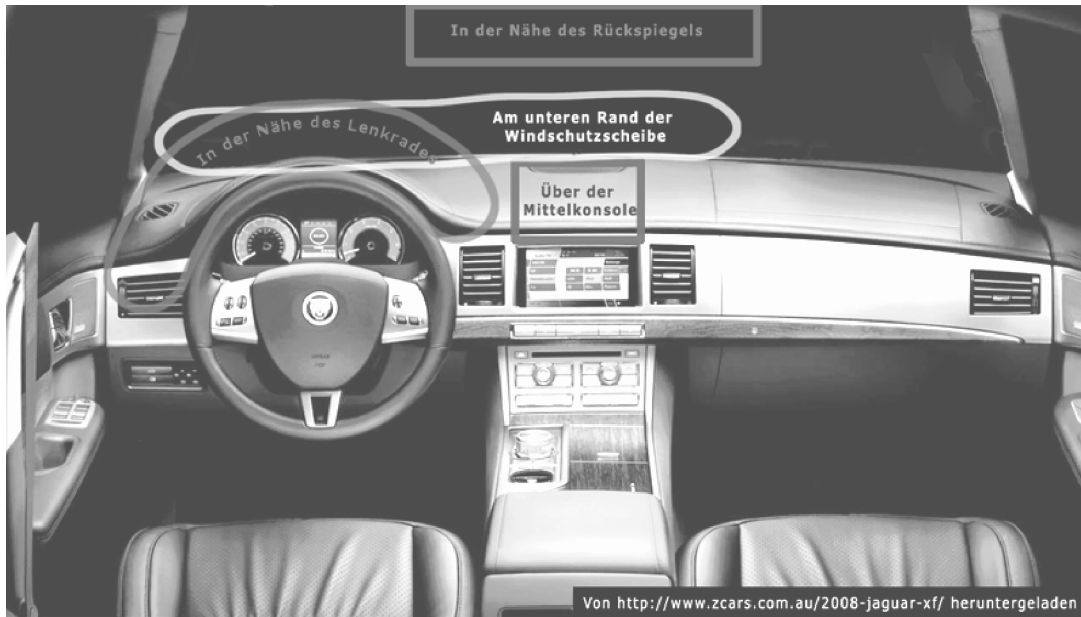 In der Nähe des Rückspiegels
In der Nähe des Lenkrades
Am unteren Rand der
Windschutzscheibe
Über der
Mittelkonsole
Von http://www.zcars.com.au/2008-jaguar-xf/ heruntergeladen